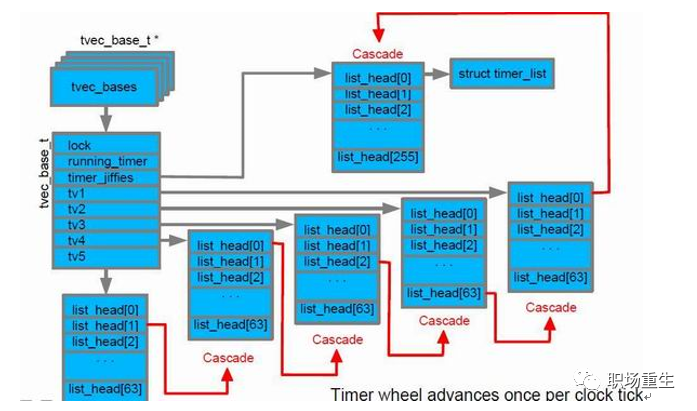 tvec_base_t *
tvec_bases
tvec_base_t
lock
running_timer
timer_jiffies
tv1
tv2
tv3
tv4
tv5
Cascade
list_head[0]
list_head[1]
list_head[2]
. . .
list_head[255]
struct timer_list
list_head[0]
list_head[1]
list_head[2]
. . .
list_head[63]
Cascade
list_head[0]
list_head[1]
list_head[2]
. . .
list_head[63]
Cascade
list_head[0]
list_head[1]
list_head[2]
. . .
list_head[63]
Cascade
list_head[0]
list_head[1]
list_head[2]
. . .
list_head[63]
Cascade
list_head[0]
list_head[1]
list_head[2]
. . .
list_head[63]
Timer wheel advances once per clock tick
职场重生